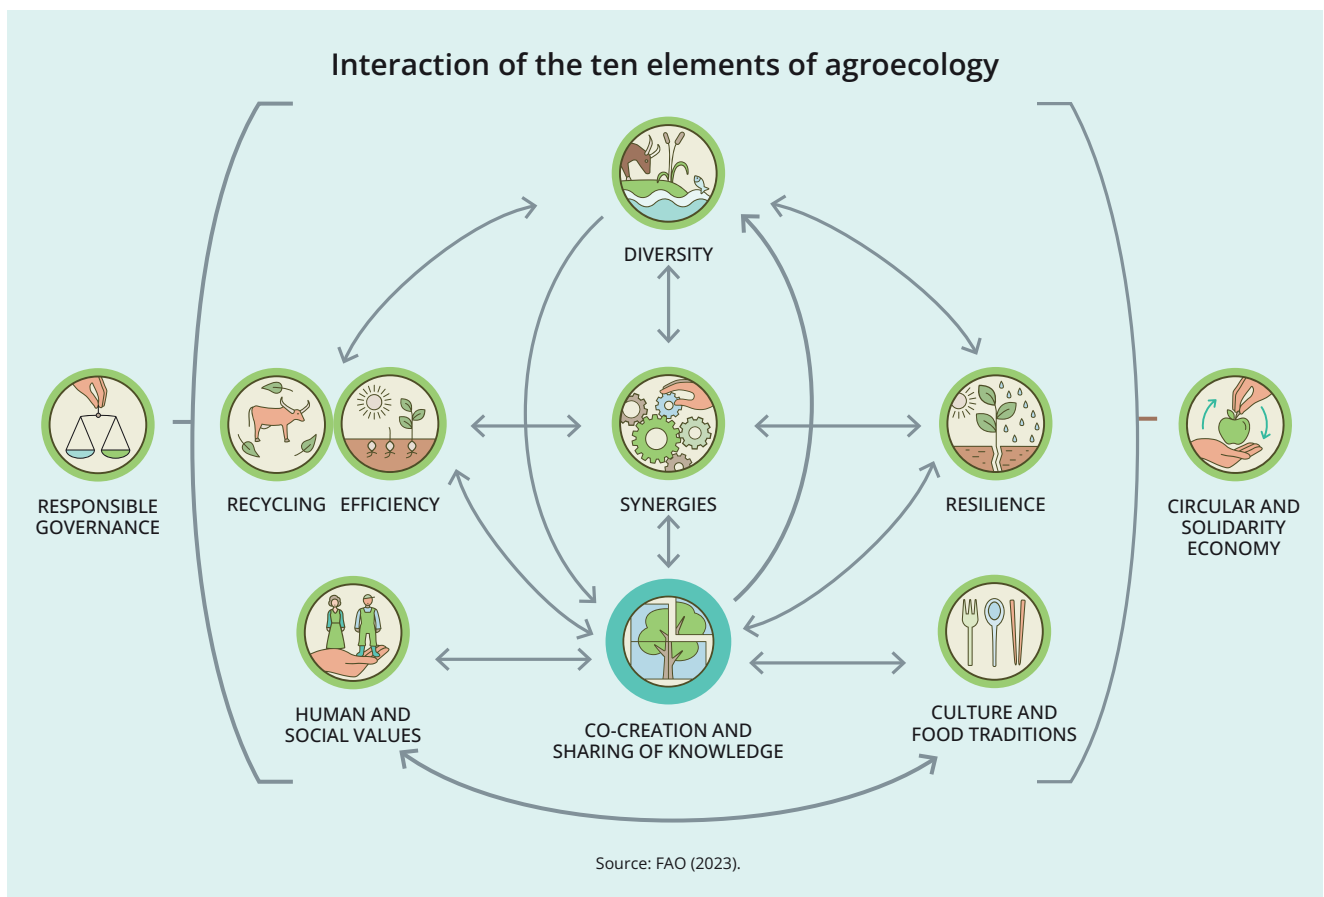 Interaction of the ten elements of agroecology
DIVERSITY
RESPONSIBLE
GOVERNANCE
RECYCLING
EFFICIENCY
SYNERGIES
RESILIENCE
CIRCULAR AND
SOLIDARITY
ECONOMY
HUMAN AND
SOCIAL VALUES
CO-CREATION AND
SHARING OF KNOWLEDGE
CULTURE AND
FOOD TRADITIONS
Source: FAO (2023).